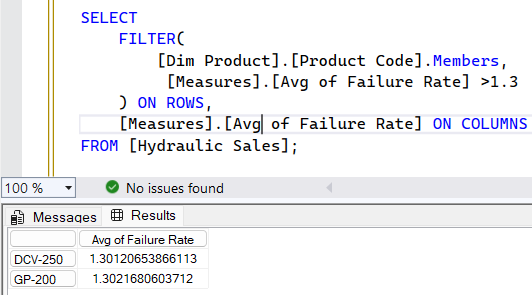 SELECT
FILTER(
[Dim Product].[Product Code].Members,
[Measures].[Avg of Failure Rate] >1.3
) ON ROWS,
[Measures].[Avg of Failure Rate] ON COLUMNS
FROM [Hydraulic Sales];
100 % No issues found
Messages Results
Avg of Failure Rate
DCV-250 1.30120653866113
GP-200 1.3021680603712